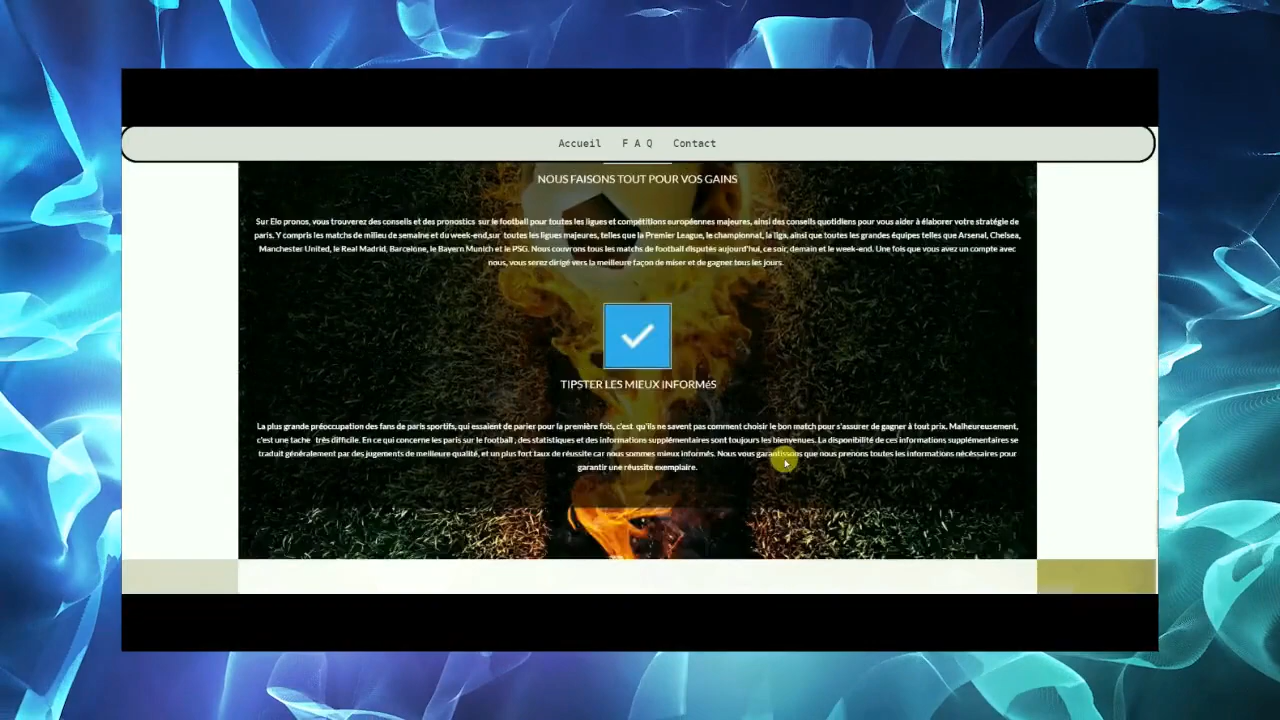 Accueil F A Q Contact
NOUS FAISONS TOUT POUR VOS GAINS
Sur Elo pronos, vous trouverez des conseils et des pronostics sur le football pour toutes les ligues et compétitions européennes majeures, ainsi des conseils quotidiens pour vous aider à élaborer votre stratégie de
paris. Y compris les matchs de milieu de semaine et du week-end,sur toutes les ligues majeures, telles que la Premier League, le championnat, la liga, ainsi que toutes les grandes équipes telles que Arsenal, Chelsea,
Manchester United, le Real Madrid, Barcelone, le Bayern Munich et le PSG. Nous couvrons tous les matchs de football disputés aujourd'hui, ce soir, demain et le week-end. Une fois que vous avez un compte avec
nous, vous serez dirigé vers la meilleure façon de miser et de gagner tous les jours.
TIPSTER LES MIEUX INFORMéS
La plus grande préoccupation des fans de paris sportifs, qui essaient de parier pour la première fois, c'est qu'ils ne savent pas comment choisir le bon match pour s'assurer de gagner à tout prix. Malheureusement,
c'est une tache très difficile. En ce qui concerne les paris sur le football ; des statistiques et des informations supplémentaires sont toujours les bienvenues. La disponibilité de ces informations supplémentaires se
traduit généralement par des jugements de meilleure qualité, et un plus fort taux de réussite car nous sommes mieux informés. Nous vous garantissons que nous prenons toutes les informations nécessaires pour
garantir une réussite exemplaire.